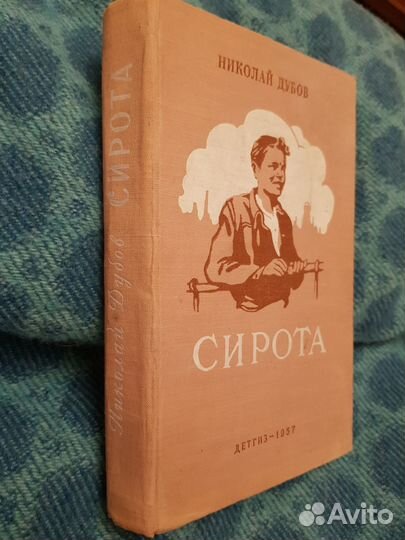 НИКОЛАЙ ДУБОВ
СИРОТА
ДЕТГИЗ—1957
Николай Дубов СИРОТА
Avito